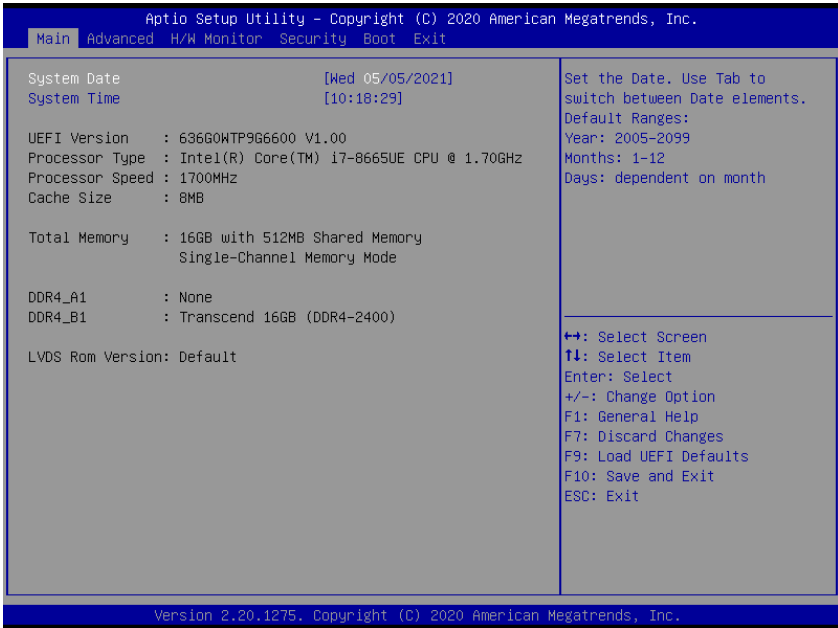 Aptio Setup Utility – Copyright (C) 2020 American Megatrends, Inc.
Main Advanced H/W Monitor Security Boot Exit
System Date [Wed 05/05/2021]
System Time [10:18:29]
UEFI Version : 636G0WTP9G6600 V1.00
Processor Type : Intel(R) Core(TM) i7-8665UE CPU @ 1.70GHz
Processor Speed : 1700MHz
Cache Size : 8MB
Total Memory : 16GB with 512MB Shared Memory
Single-Channel Memory Mode
DDR4_A1 : None
DDR4_B1 : Transcend 16GB (DDR4-2400)
LVDS Rom Version: Default
Set the Date. Use Tab to
switch between Date elements.
Default Ranges:
Year: 2005-2099
Months: 1-12
Days: dependent on month
↔: Select Screen
↑↓: Select Item
Enter: Select
+/-: Change Option
F1: General Help
F7: Discard Changes
F9: Load UEFI Defaults
F10: Save and Exit
ESC: Exit
Version 2.20.1275. Copyright (C) 2020 American Megatrends, Inc.